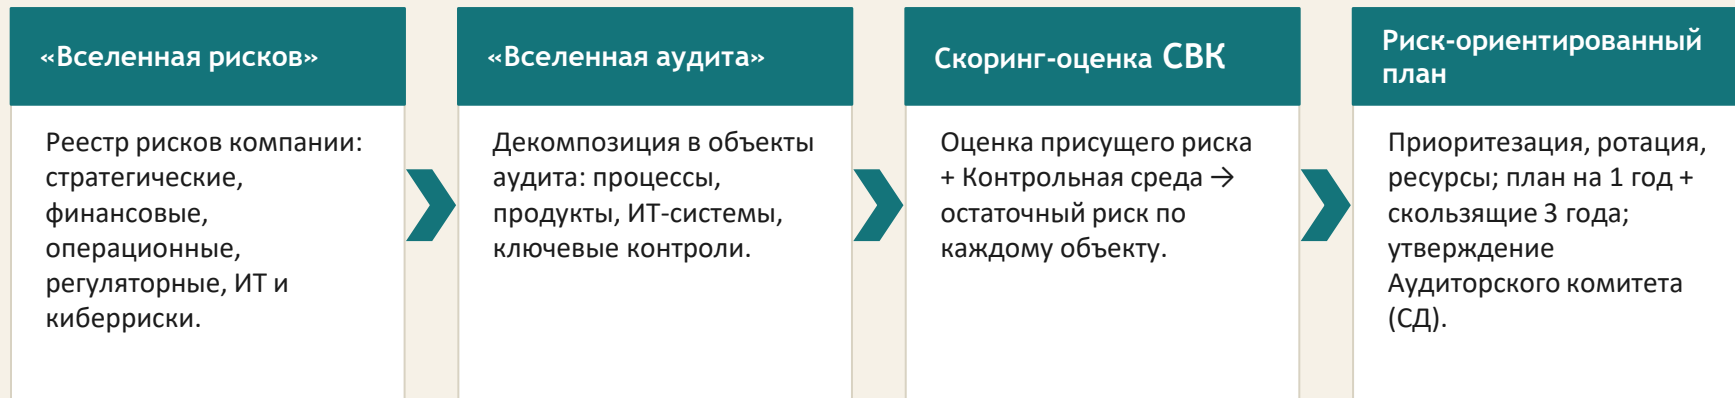 «Вселенная рисков»
Реестр рисков компании:
стратегические,
финансовые,
операционные,
регуляторные, ИТ и
киберриски.
«Вселенная аудита»
Декомпозиция в объекты
аудита: процессы,
продукты, ИТ-системы,
ключевые контроли.
Скоринг-оценка СВК
Оценка присущего риска
+ Контрольная среда →
остаточный риск по
каждому объекту.
Риск-ориентированный
план
Приоритезация, ротация,
ресурсы; план на 1 год +
скользящие 3 года;
утверждение
Аудиторского комитета
(СД).